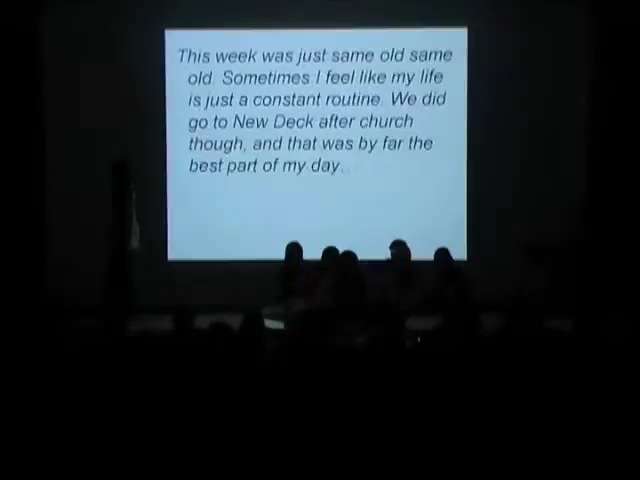 This week was just same old same
old. Sometimes I feel like my life
is just a constant routine. We did
go to New Deck after church
though, and that was by far the
best part of my day...